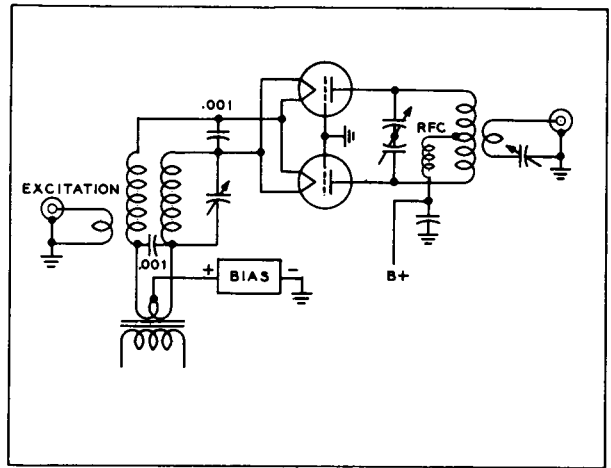 .001
RFC
EXCITATION
.001
+ BIAS -
B+